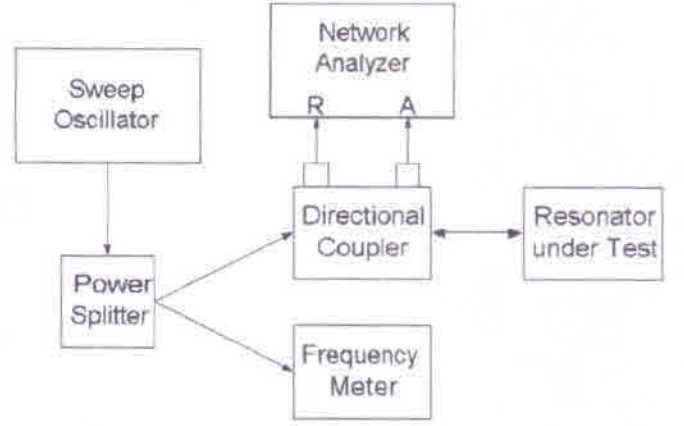 Network
Analyzer
R A
Sweep
Oscillator
Directional
Coupler
Resonator
under Test
Power
Splitter
Frequency
Meter